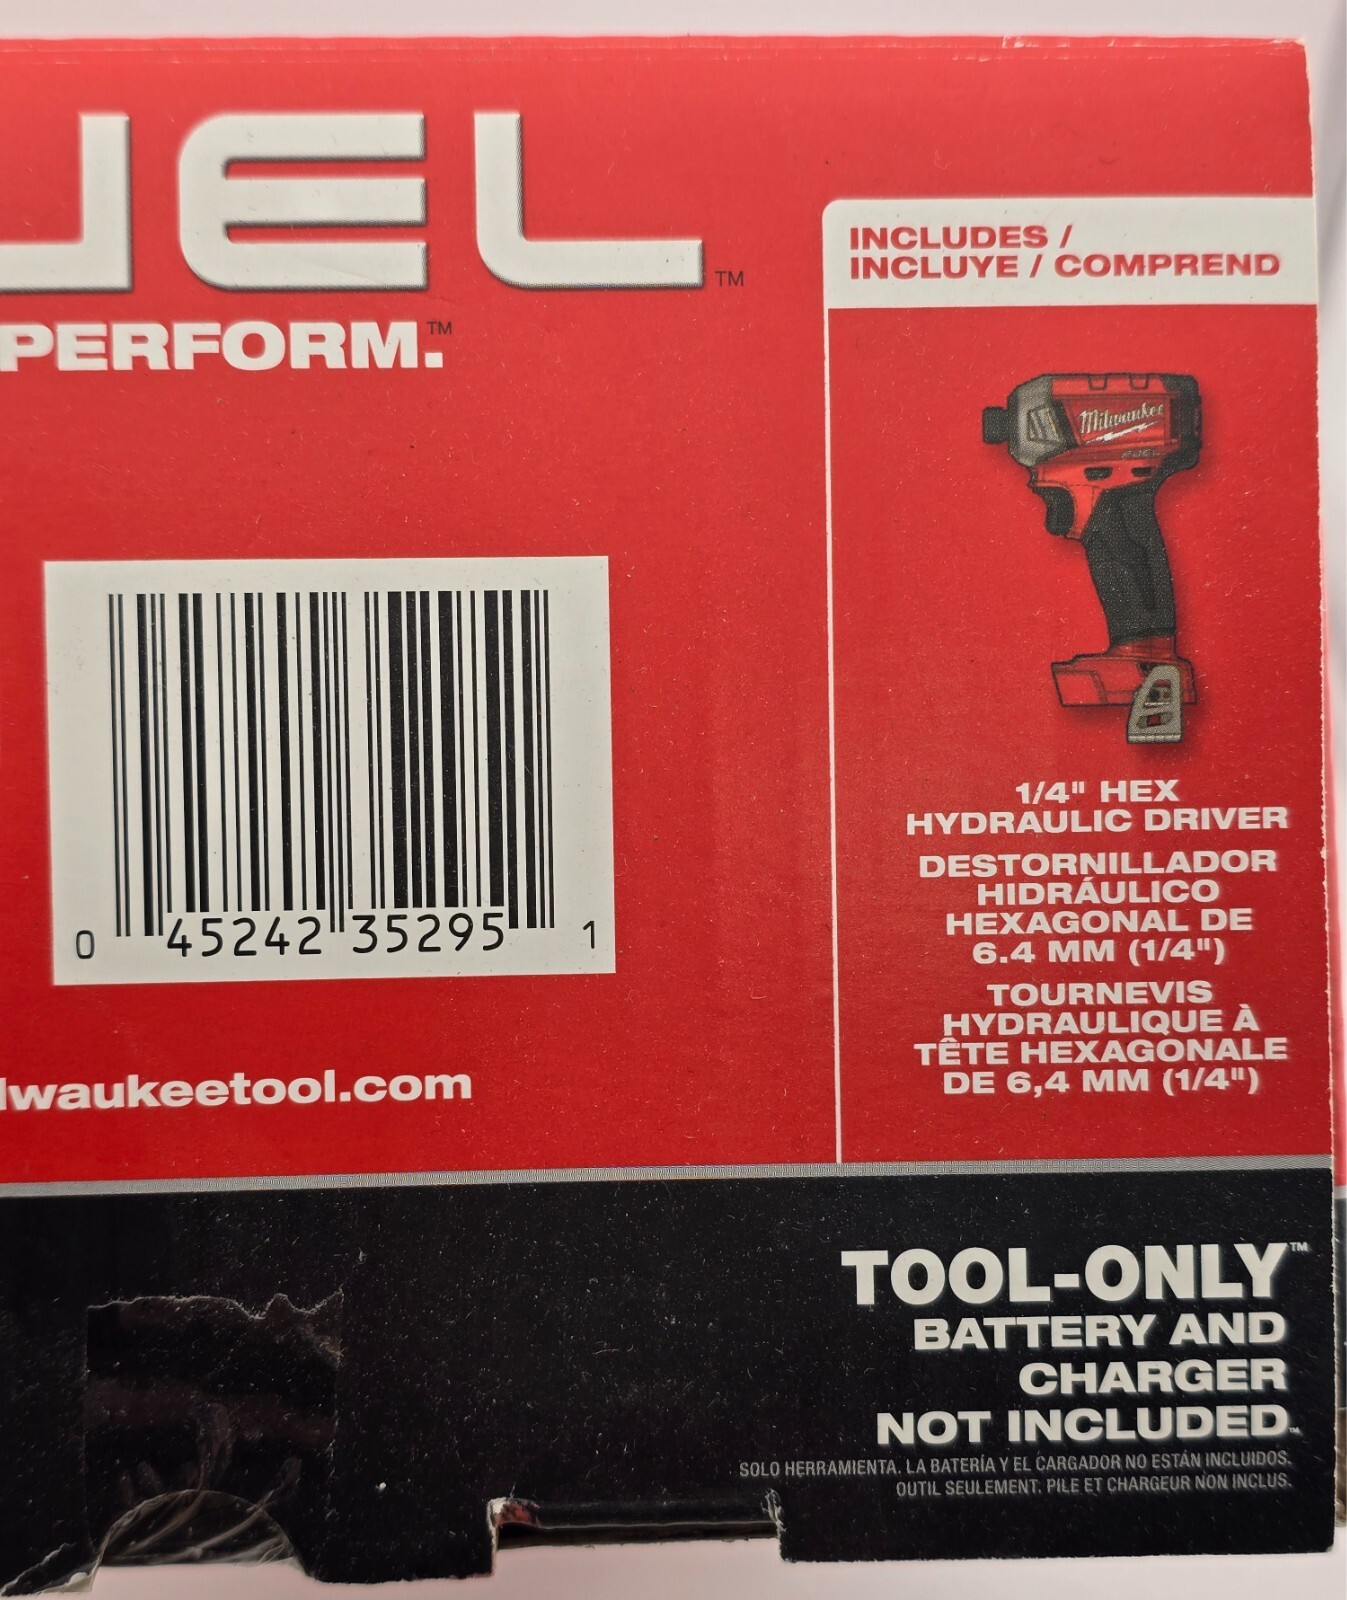 UEL™
PERFORM.™
INCLUDES /
INCLUYE / COMPREND
Milwaukee
FUEL
1/4" HEX
HYDRAULIC DRIVER
DESTORNILLADOR
HIDRÁULICO
HEXAGONAL DE
6.4 MM (1/4")
TOURNEVIS
HYDRAULIQUE À
TÊTE HEXAGONALE
DE 6,4 MM (1/4")
0 45242 35295 1
lwaukeetool.com
TOOL-ONLY™
BATTERY AND
CHARGER
NOT INCLUDED™
SOLO HERRAMIENTA. LA BATERÍA Y EL CARGADOR NO ESTÁN INCLUIDOS.
OUTIL SEULEMENT. PILE ET CHARGEUR NON INCLUS.